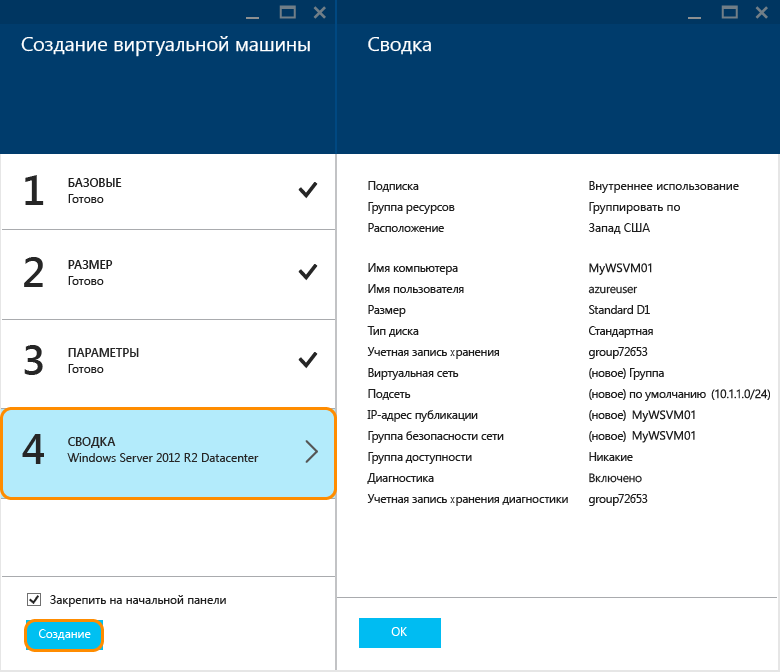 Создание виртуальной машины
1
БАЗОВЫЕ
Готово
2
РАЗМЕР
Готово
3
ПАРАМЕТРЫ
Готово
4
СВОДКА
Windows Server 2012 R2 Datacenter
Закрепить на начальной панели
Создание
Сводка
Подписка Внутреннее использование
Группа ресурсов Группировать по
Расположение Запад США
Имя компьютера MyWSVM01
Имя пользователя azureuser
Размер Standard D1
Тип диска Стандартная
Учетная запись хранения group72653
Виртуальная сеть (новое) Группа
Подсеть (новое) по умолчанию (10.1.1.0/24)
IP-адрес публикации (новое) MyWSVM01
Группа безопасности сети (новое) MyWSVM01
Группа доступности Никакие
Диагностика Включено
Учетная запись хранения диагностики group72653
OK